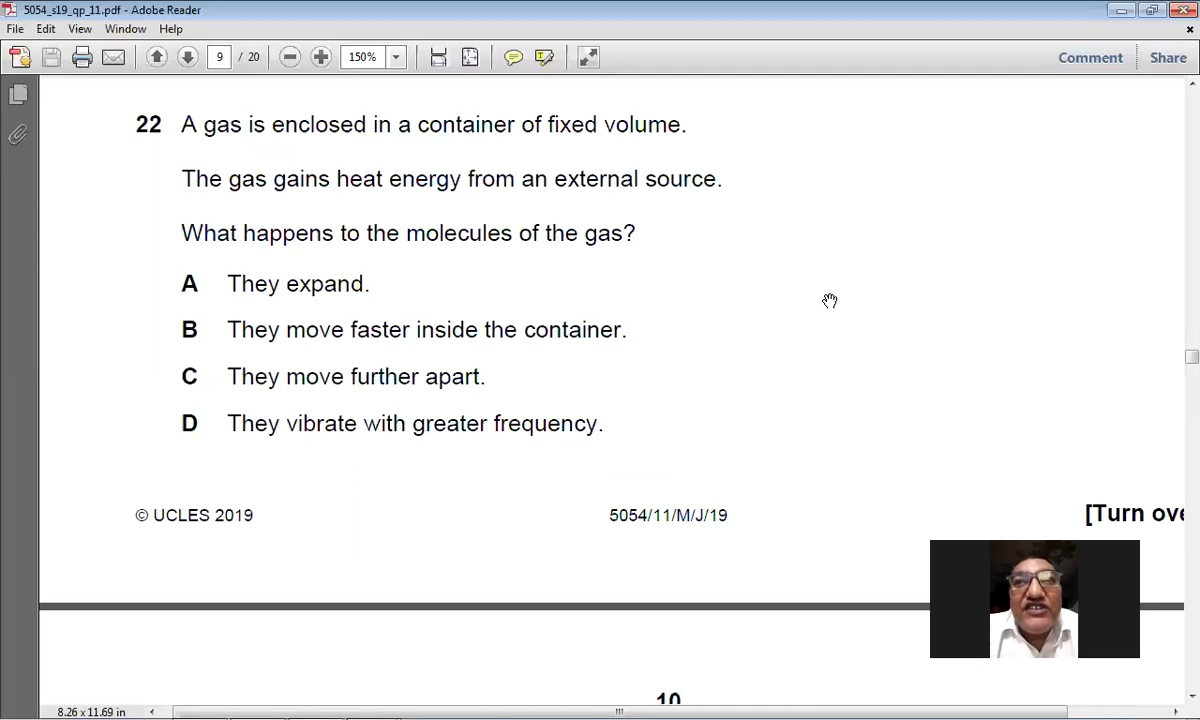 5054_s19_qp_11.pdf - Adobe Reader
File Edit View Window Help
9 / 20 150% Comment Share
22 A gas is enclosed in a container of fixed volume.
The gas gains heat energy from an external source.
What happens to the molecules of the gas?
A They expand.
B They move faster inside the container.
C They move further apart.
D They vibrate with greater frequency.
© UCLES 2019 5054/11/M/J/19 [Turn ove
10
8.26 x 11.69 in